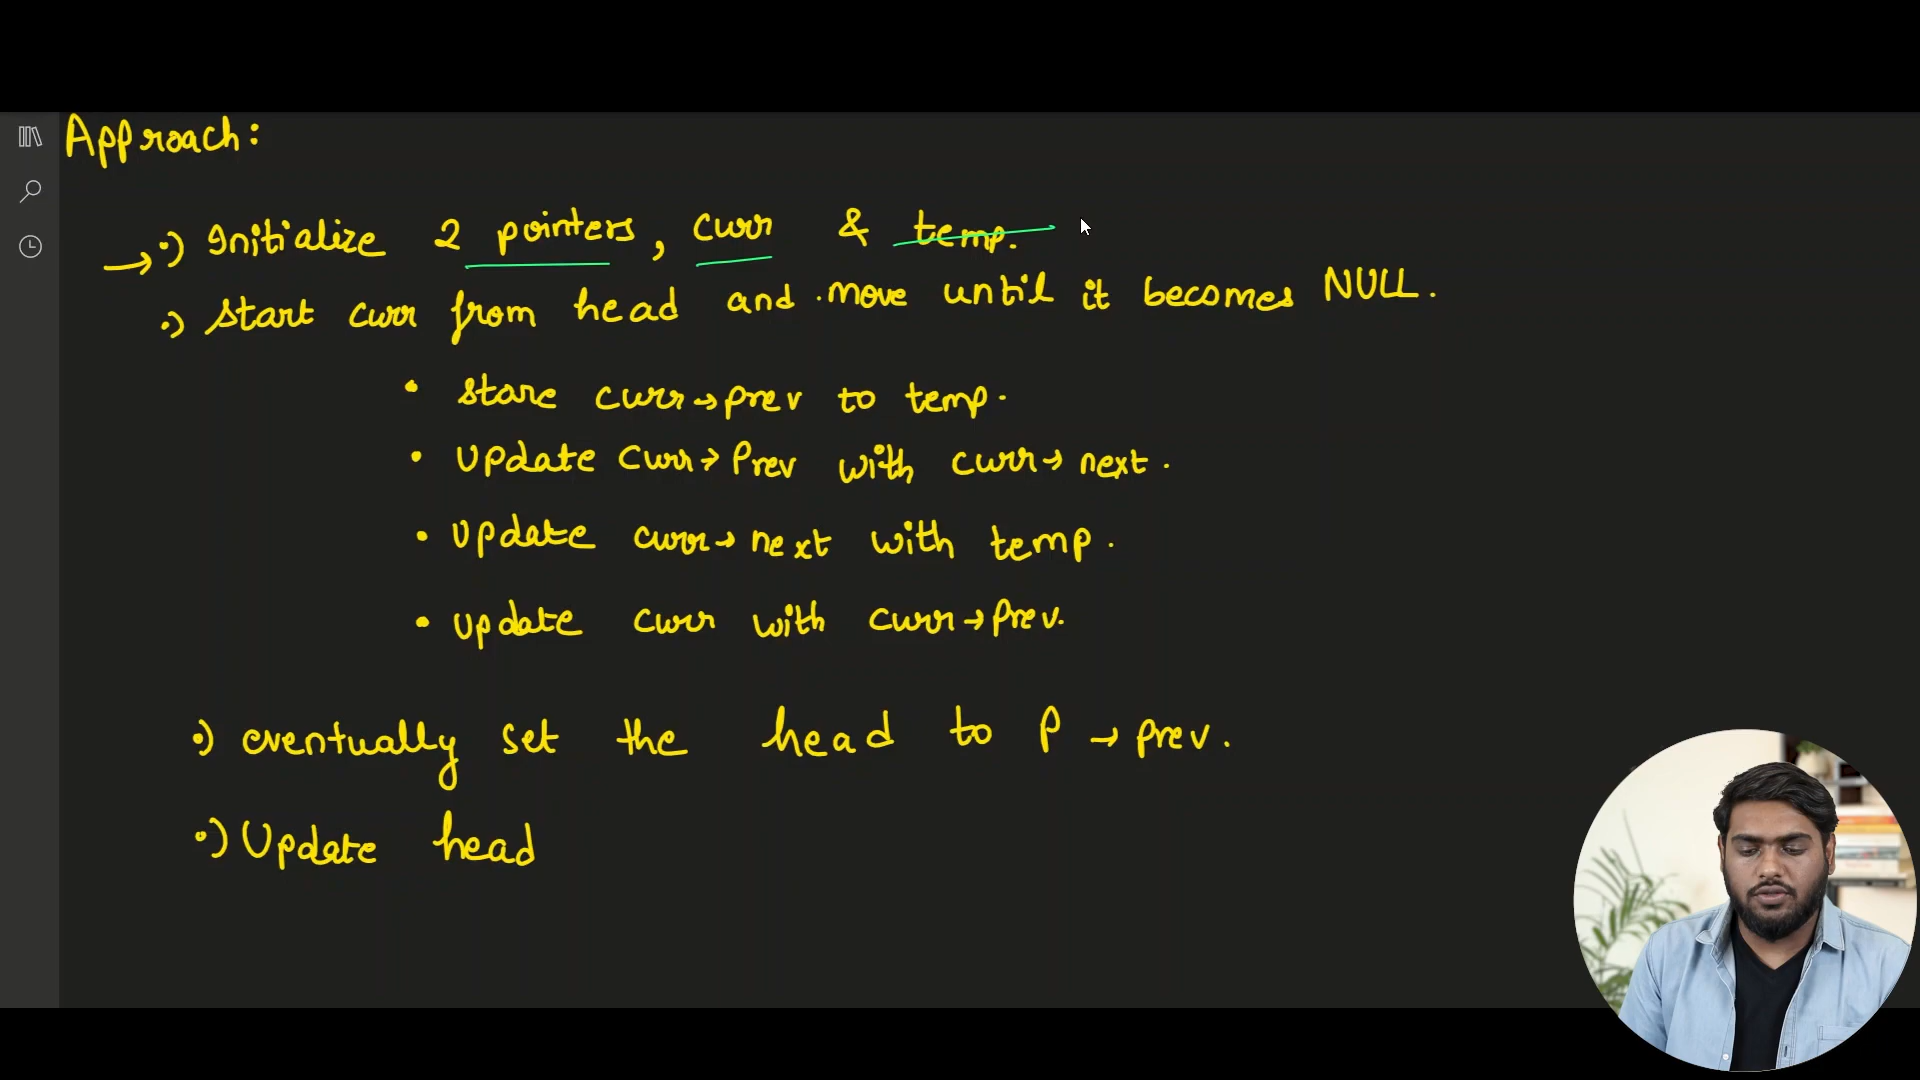 Approach:
→ •) Initialize 2 pointers, curr & temp.
•) start curr from head and .move until it becomes NULL.
• store curr→prev to temp.
• update curr→Prev with curr→next.
• update curr→next with temp.
• update curr with curr→prev.
•) eventually set the head to P → prev.
•) Update head